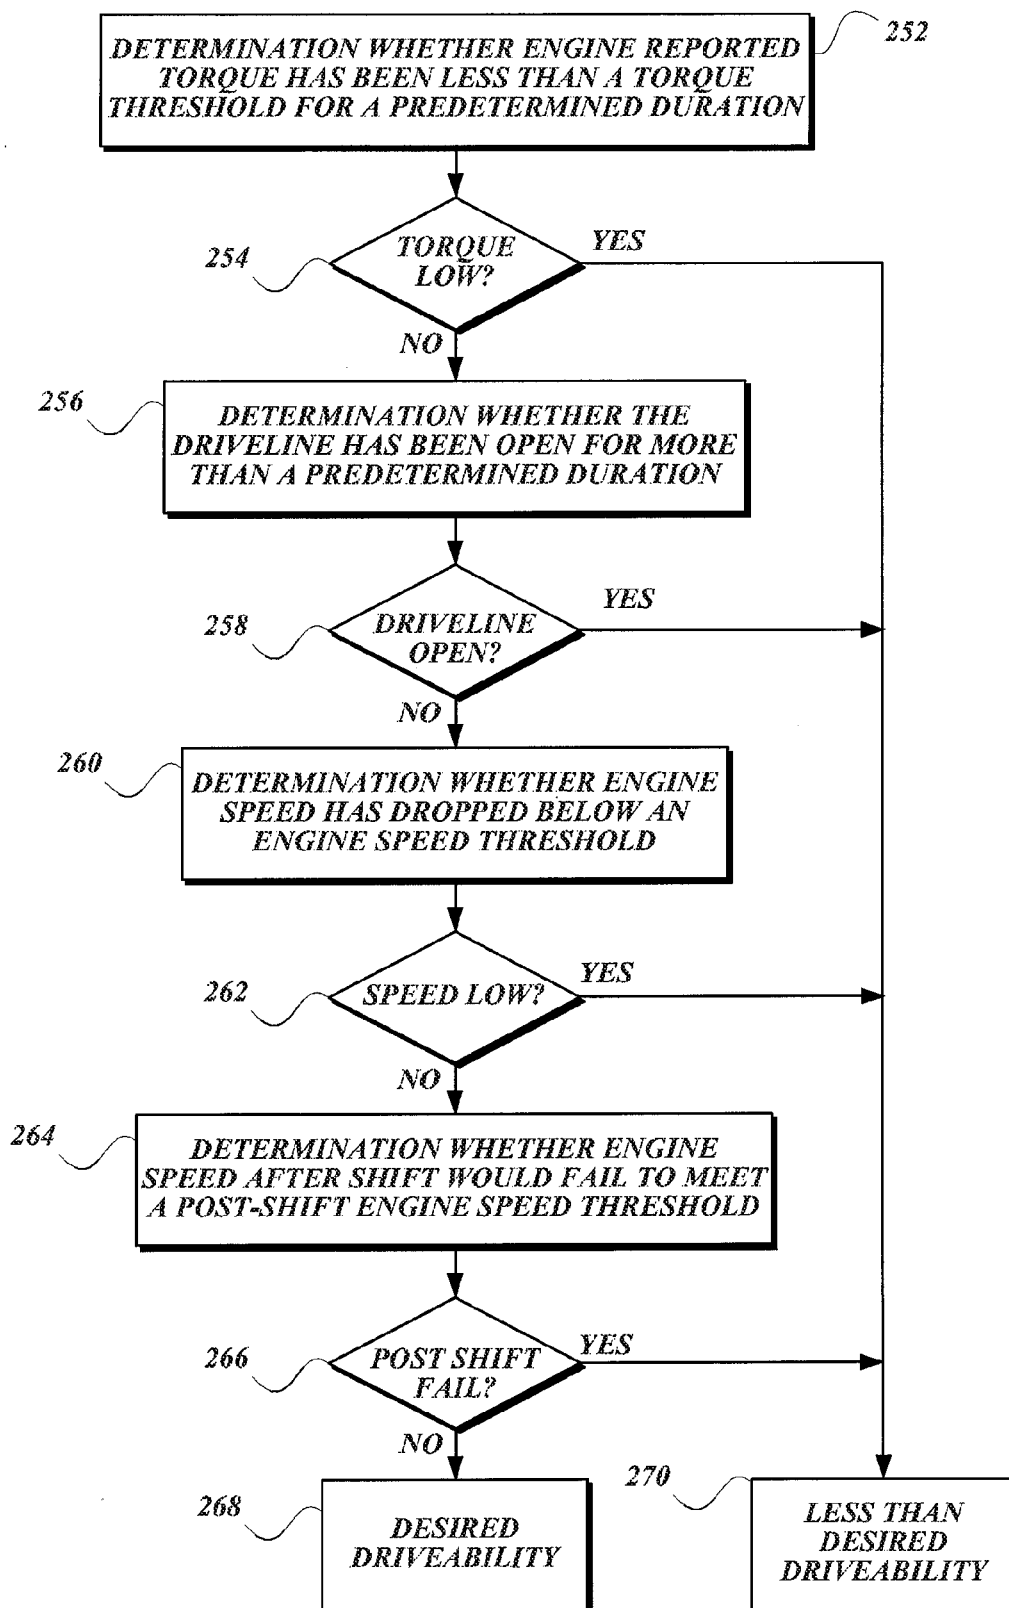 252
DETERMINATION WHETHER ENGINE REPORTED
TORQUE HAS BEEN LESS THAN A TORQUE
THRESHOLD FOR A PREDETERMINED DURATION
254
TORQUE
LOW?
YES
NO
256
DETERMINATION WHETHER THE
DRIVELINE HAS BEEN OPEN FOR MORE
THAN A PREDETERMINED DURATION
258
DRIVELINE
OPEN?
YES
NO
260
DETERMINATION WHETHER ENGINE
SPEED HAS DROPPED BELOW AN
ENGINE SPEED THRESHOLD
262
SPEED LOW?
YES
NO
264
DETERMINATION WHETHER ENGINE
SPEED AFTER SHIFT WOULD FAIL TO MEET
A POST-SHIFT ENGINE SPEED THRESHOLD
266
POST SHIFT
FAIL?
YES
NO
268
DESIRED
DRIVEABILITY
270
LESS THAN
DESIRED
DRIVEABILITY